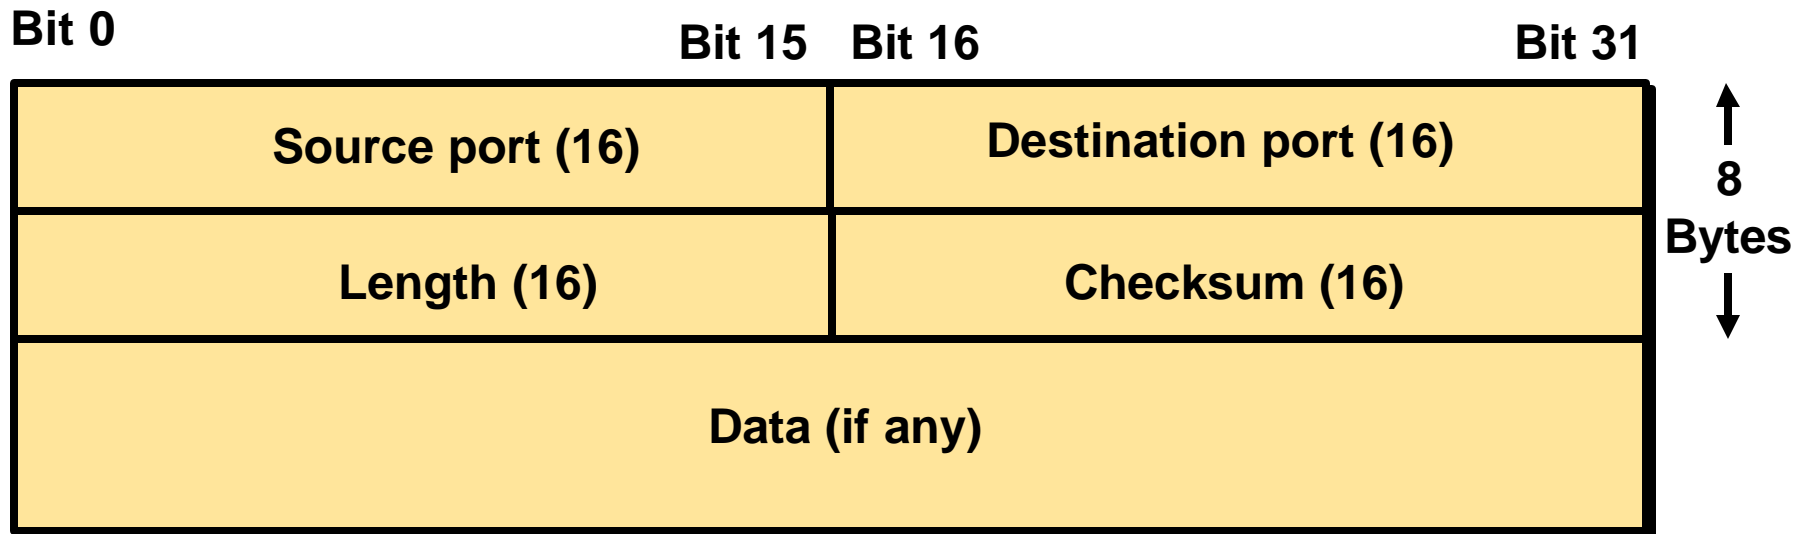 Bit 0
Bit 15
Bit 16
Bit 31
Source port (16)
Destination port (16)
Length (16)
Checksum (16)
Data (if any)
8
Bytes